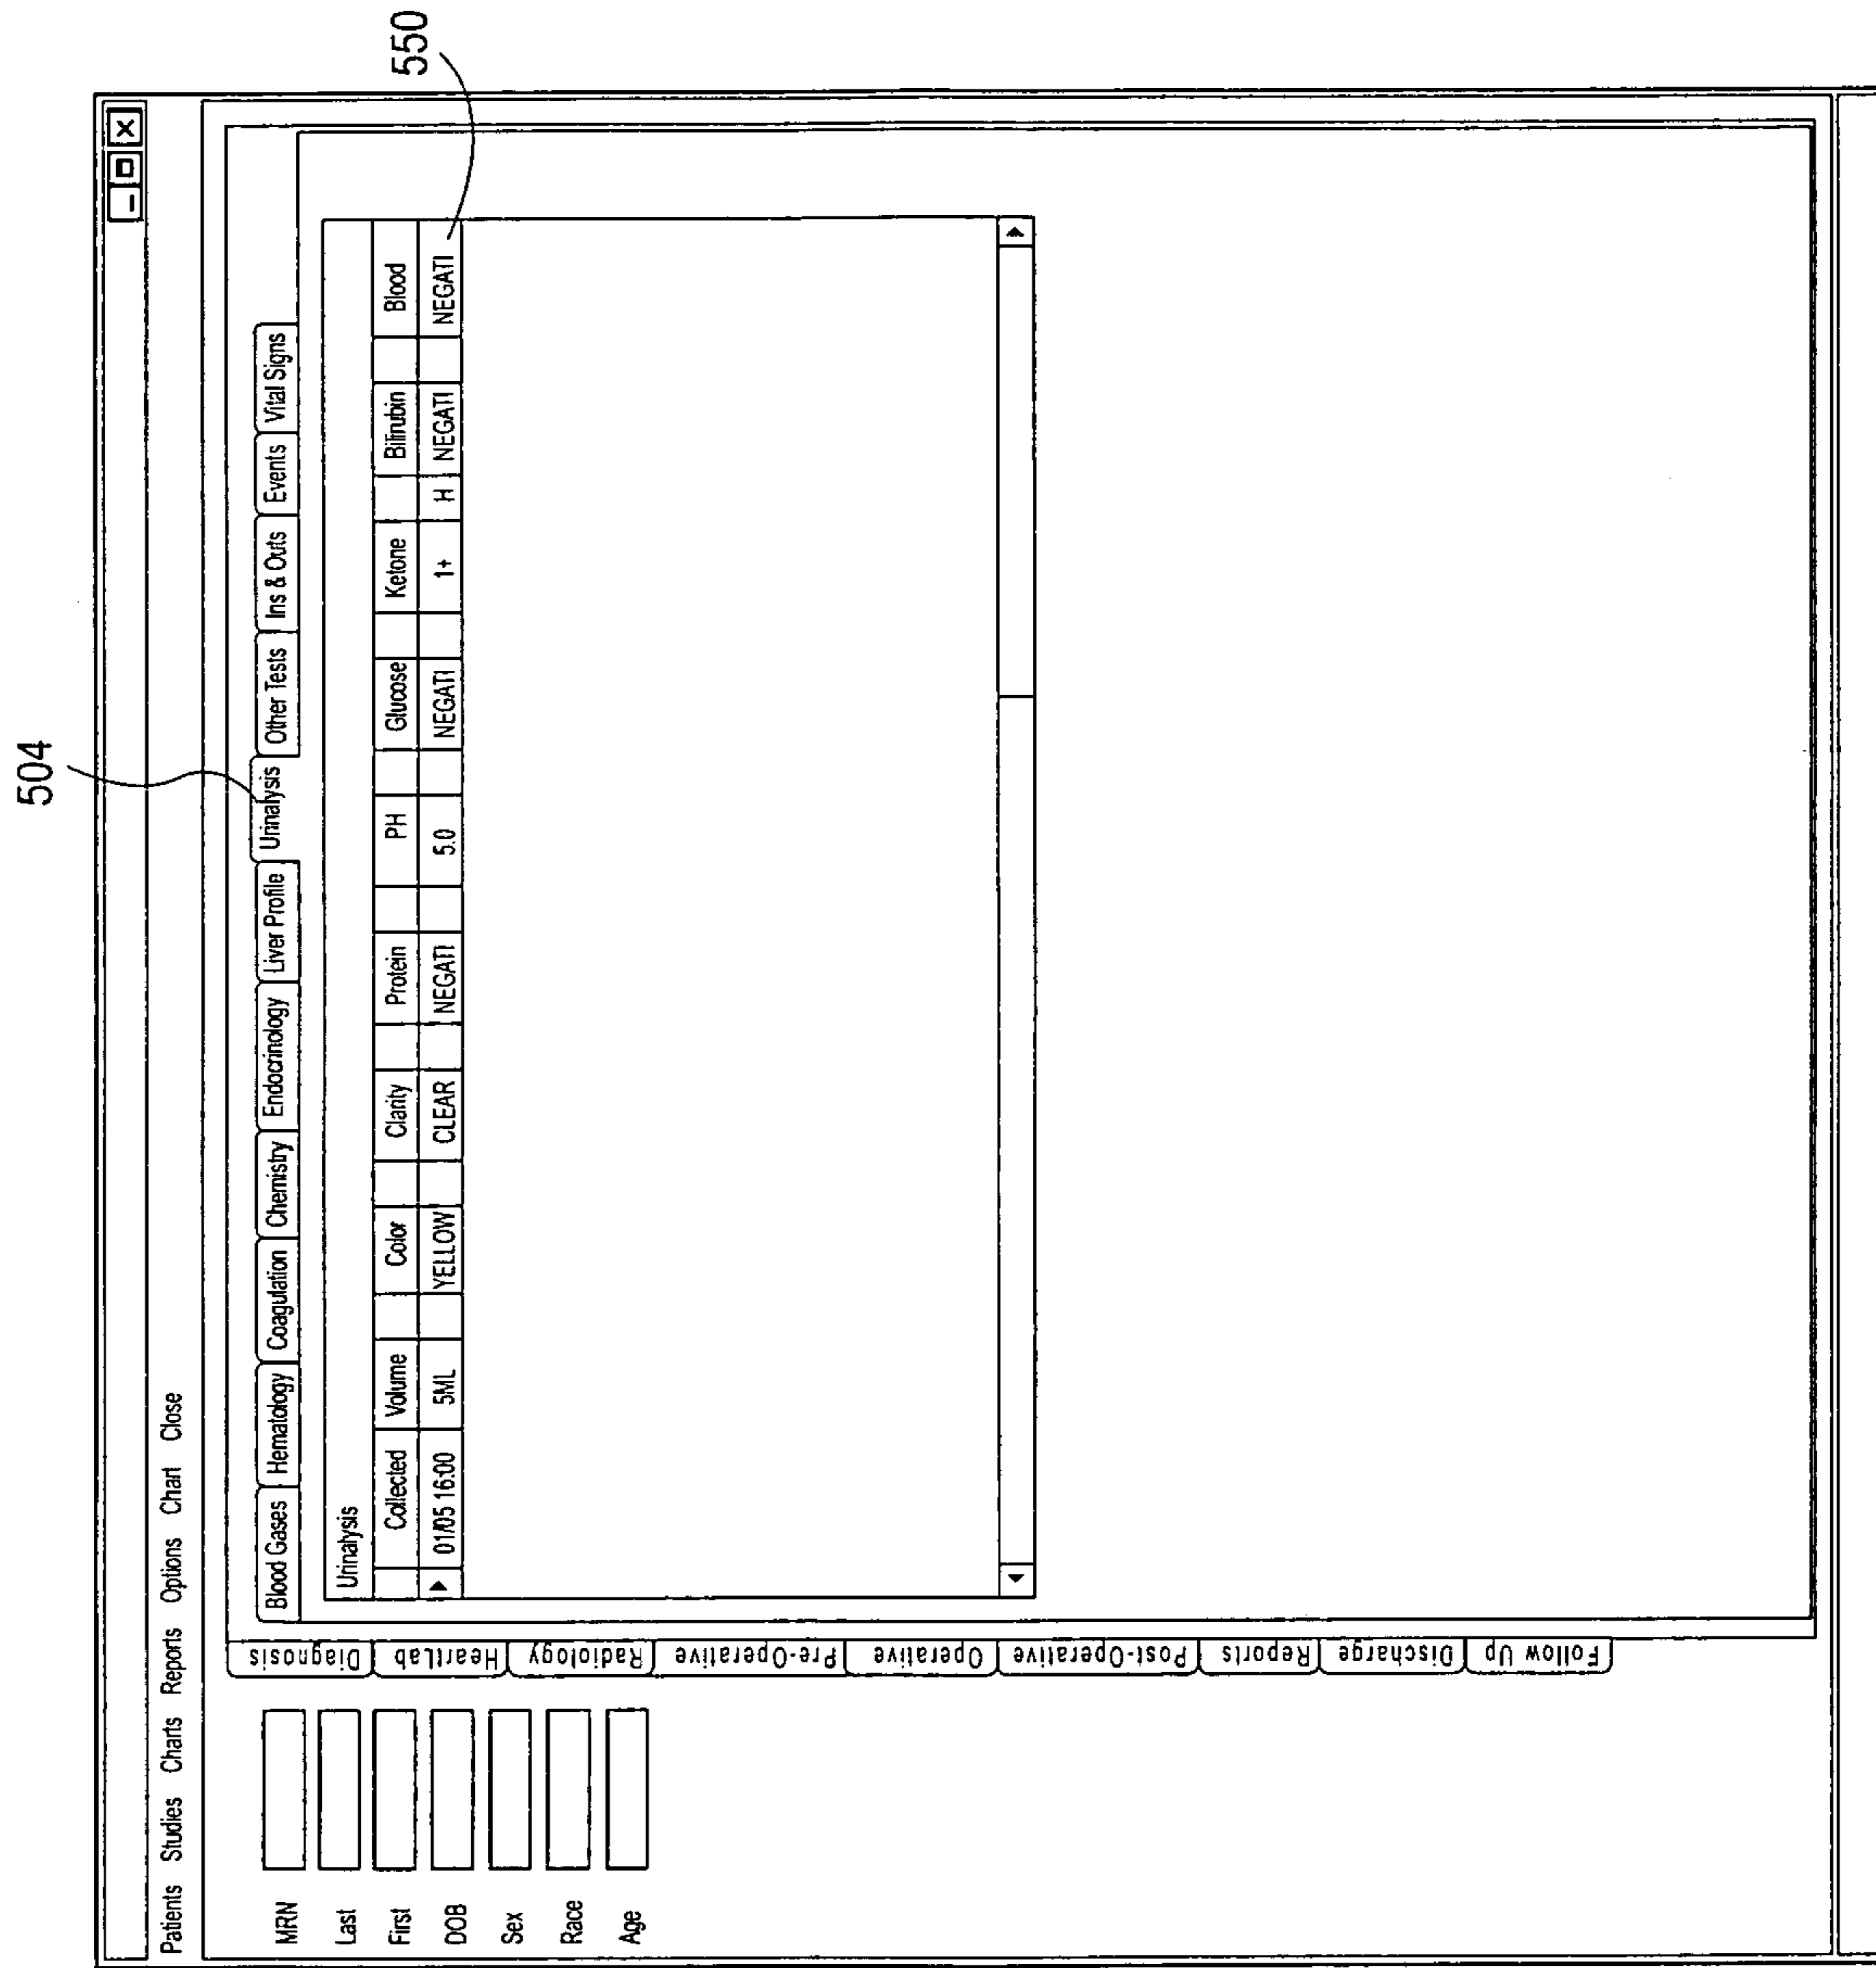 504
550
Patients Studies Charts Reports Options Chart Close
Blood Gases Hematology Coagulation Chemistry Endocrinology Liver Profile Urinalysis Other Tests Ins & Outs Events Vital Signs
MRN
Last
First
DOB
Sex
Race
Age
Diagnosis
HeartLab
Radiology
Pre-Operative
Operative
Post-Operative
Reports
Discharge
Follow Up
Urinalysis
Collected Volume Color Clarity Protein PH Glucose Ketone Bilirubin Blood
01/05 16:00 5ML YELLOW CLEAR NEGATI 5.0 NEGATI 1+ H NEGATI NEGATI